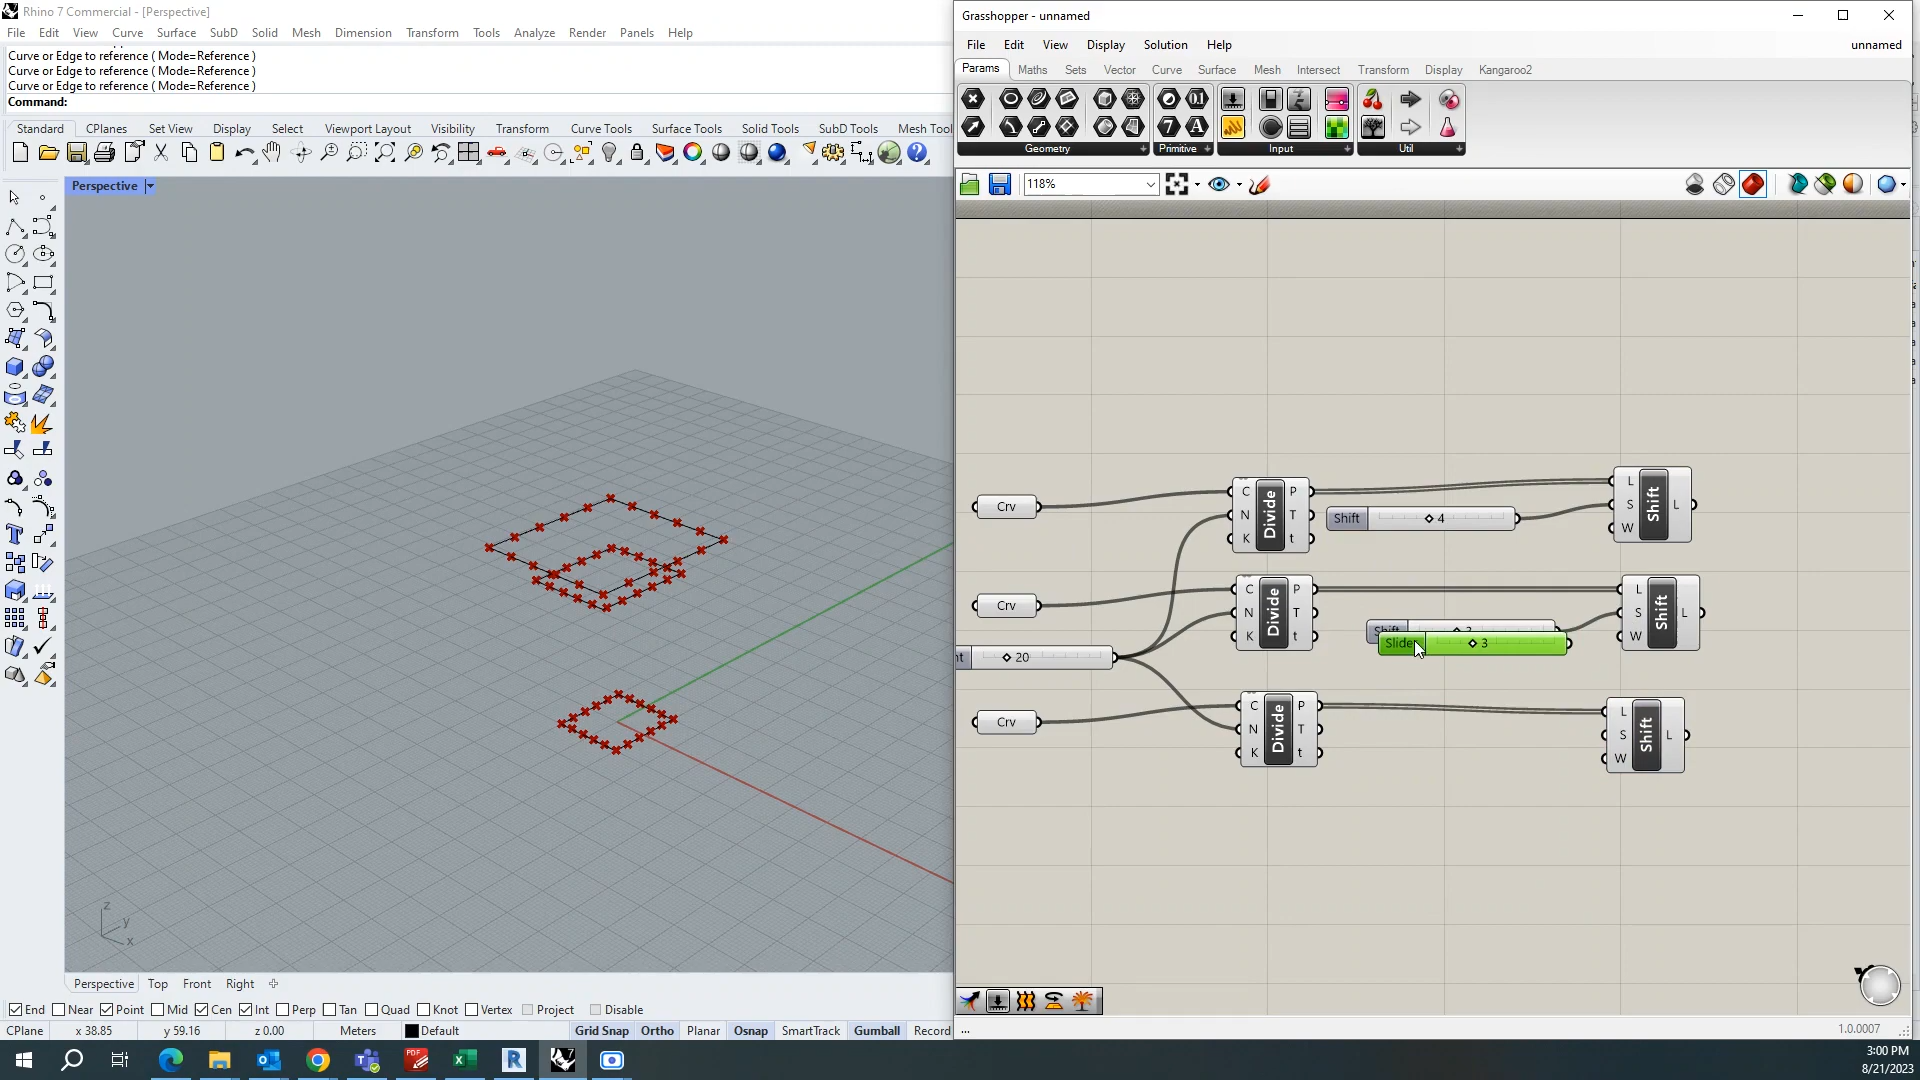 Rhino 7 Commercial - [Perspective]
File Edit View Curve Surface SubD Solid Mesh Dimension Transform Tools Analyze Render Panels Help
Curve or Edge to reference ( Mode=Reference )
Curve or Edge to reference ( Mode=Reference )
Curve or Edge to reference ( Mode=Reference )
Command:
Standard CPlanes Set View Display Select Viewport Layout Visibility Transform Curve Tools Surface Tools Solid Tools SubD Tools Mesh Tool
Perspective
z
y
x
Perspective Top Front Right
End Near Point Mid Cen Int Perp Tan Quad Knot Vertex Project Disable
CPlane x 38.85 y 59.16 z 0.00 Meters Default Grid Snap Ortho Planar Osnap SmartTrack Gumball Record
Grasshopper - unnamed
File Edit View Display Solution Help unnamed
Params Maths Sets Vector Curve Surface Mesh Intersect Transform Display Kangaroo2
Geometry Primitive Input Util
118%
Crv
C N K Divide P T t
Shift 4
L S W Shift L
Crv
C N K Divide P T t
Shift
Slider 3
L S W Shift L
nt 20
Crv
C N K Divide P T t
L S W Shift L
...
1.0.0007
3:00 PM
8/21/2023